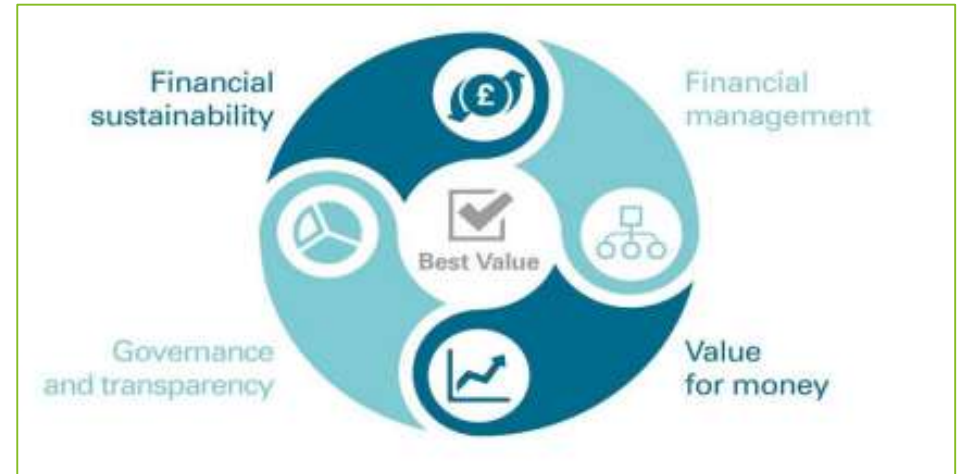 Financial
sustainability
Financial
management
£
Best Value
Governance
and transparency
Value
for money